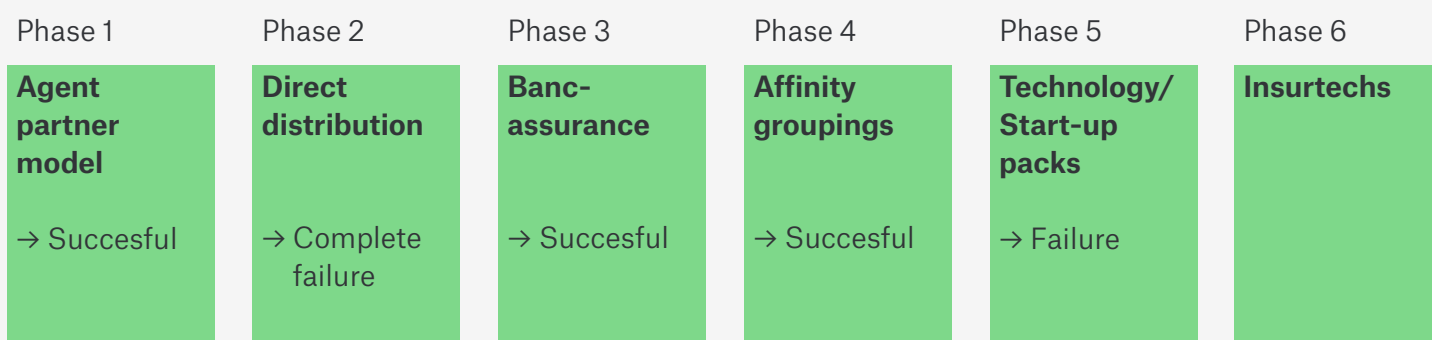 Phase 1
Agent
partner
model
→ Succesful
Phase 2
Direct
distribution
→ Complete
failure
Phase 3
Banc-
assurance
→ Succesful
Phase 4
Affinity
groupings
→ Succesful
Phase 5
Technology/
Start-up
packs
→ Failure
Phase 6
Insurtechs